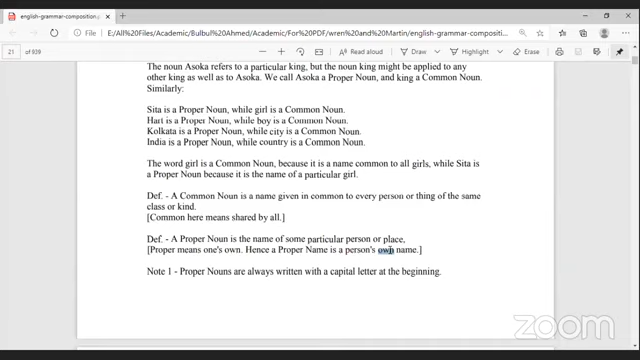 english-grammar-composition.p
E:/All%20Files/Academic/Bulbul%20Ahmed/For%20PDF/wren%20and%20Martin/english-grammar-composi...
21 of 939
Read aloud
Draw
Highlight
Erase
The noun Asoka refers to a particular king, but the noun king might be applied to any
other king as well as to Asoka. We call Asoka a Proper Noun, and king a Common Noun.
Similarly:
Sita is a Proper Noun, while girl is a Common Noun.
Hart is a Proper Noun, while boy is a Common Noun.
Kolkata is a Proper Noun, while city is a Common Noun.
India is a Proper Noun, while country is a Common Noun.
The word girl is a Common Noun, because it is a name common to all girls, while Sita is
a Proper Noun because it is the name of a particular girl.
Def. - A Common Noun is a name given in common to every person or thing of the same
class or kind.
[Common here means shared by all.]
Def. - A Proper Noun is the name of some particular person or place,
[Proper means one's own. Hence a Proper Name is a person's own name.]
Note 1 - Proper Nouns are always written with a capital letter at the beginning.
zoom